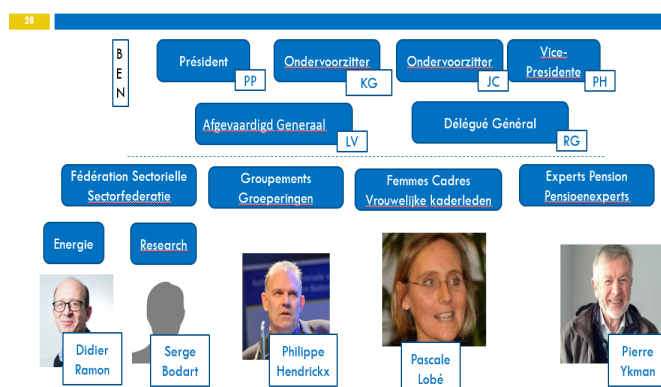 28
BEN
Président
PP
Ondervoorzitter
KG
Ondervoorzitter
JC
Vice-
Presidente
PH
Afgevaardigd Generaal
LV
Délégué Général
RG
Fédération Sectorielle
Sectorfederatie
Groupements
Groeperingen
Femmes Cadres
Vrouwelijke kaderleden
Experts Pension
Pensioenexperts
Energie
Research
Didier
Ramon
Serge
Bodart
Philippe
Hendrickx
Pascale
Lobé
Pierre
Ykman